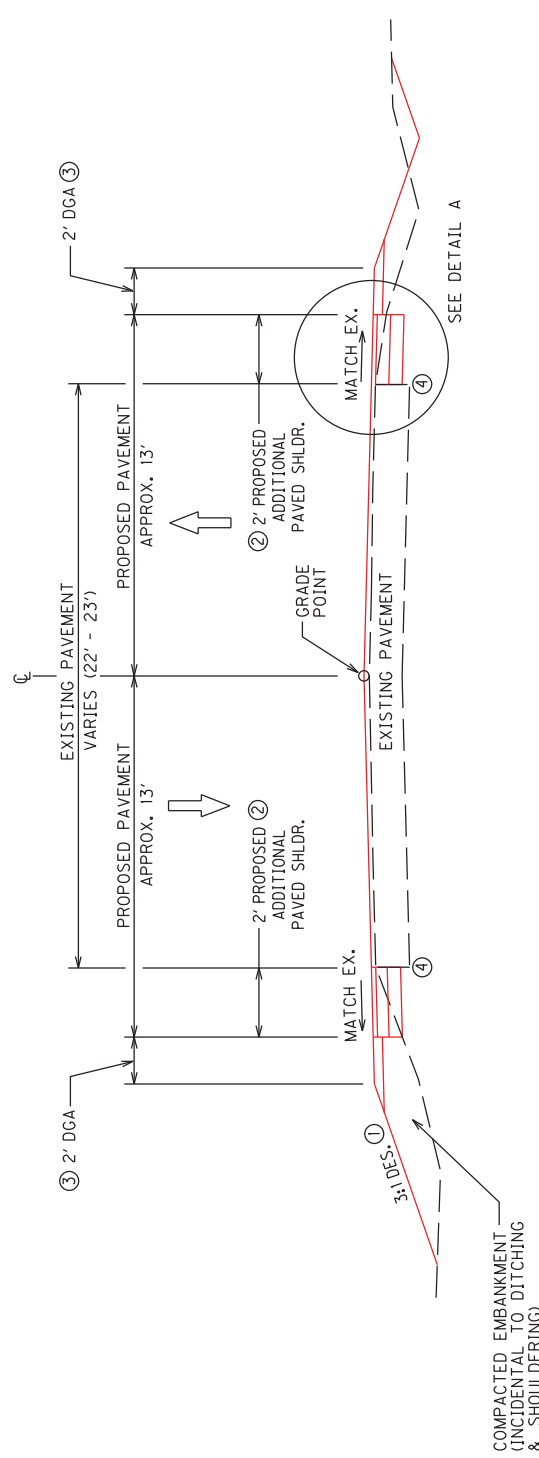 ℄
EXISTING PAVEMENT
VARIES (22' - 23')
③ 2' DGA
PROPOSED PAVEMENT
APPROX. 13'
PROPOSED PAVEMENT
APPROX. 13'
2' DGA ③
2' PROPOSED ②
ADDITIONAL
PAVED SHLDR.
② 2' PROPOSED
ADDITIONAL
PAVED SHLDR.
MATCH EX.
GRADE
POINT
MATCH EX.
3:1 DES. ①
EXISTING PAVEMENT
④
④
SEE DETAIL A
COMPACTED EMBANKMENT
(INCIDENTAL TO DITCHING
& SHOULDERING)